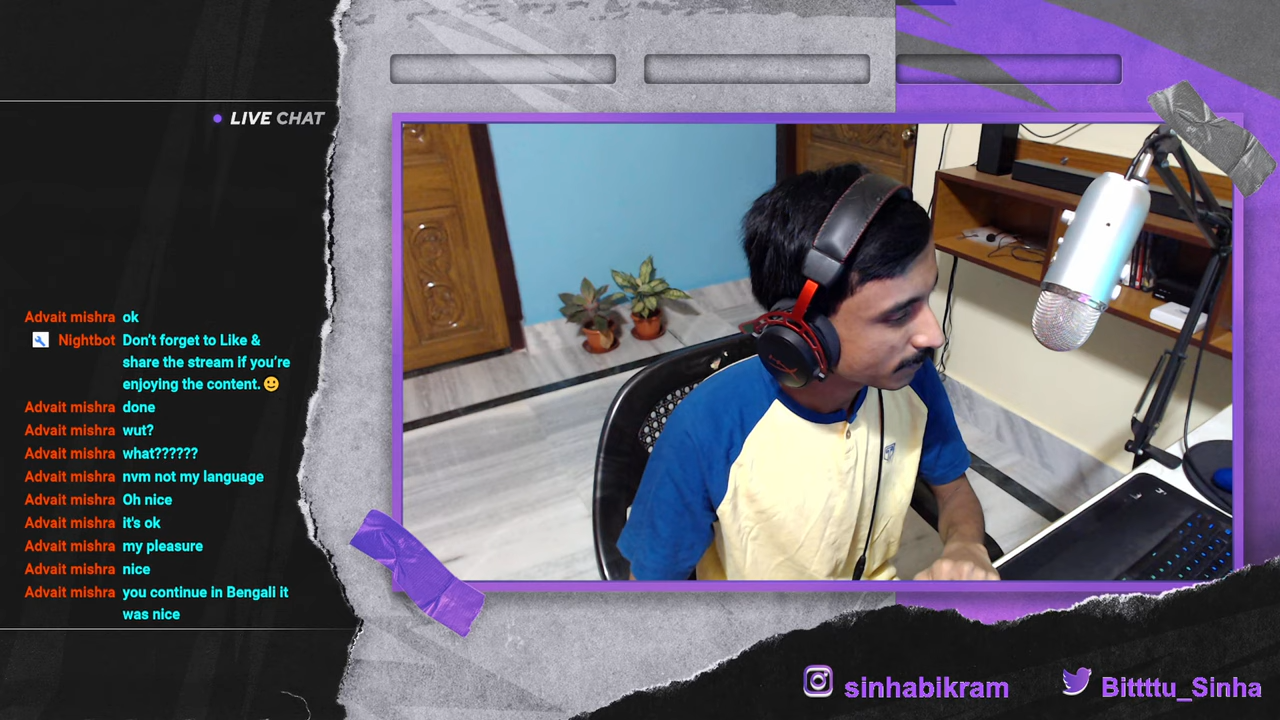 LIVE CHAT
Advait mishra ok
Nightbot Don't forget to Like &
share the stream if you're
enjoying the content.
Advait mishra done
Advait mishra wut?
Advait mishra what??????
Advait mishra nvm not my language
Advait mishra Oh nice
Advait mishra it's ok
Advait mishra my pleasure
Advait mishra nice
Advait mishra you continue in Bengali it
was nice
sinhabikram
Bittttu_Sinha